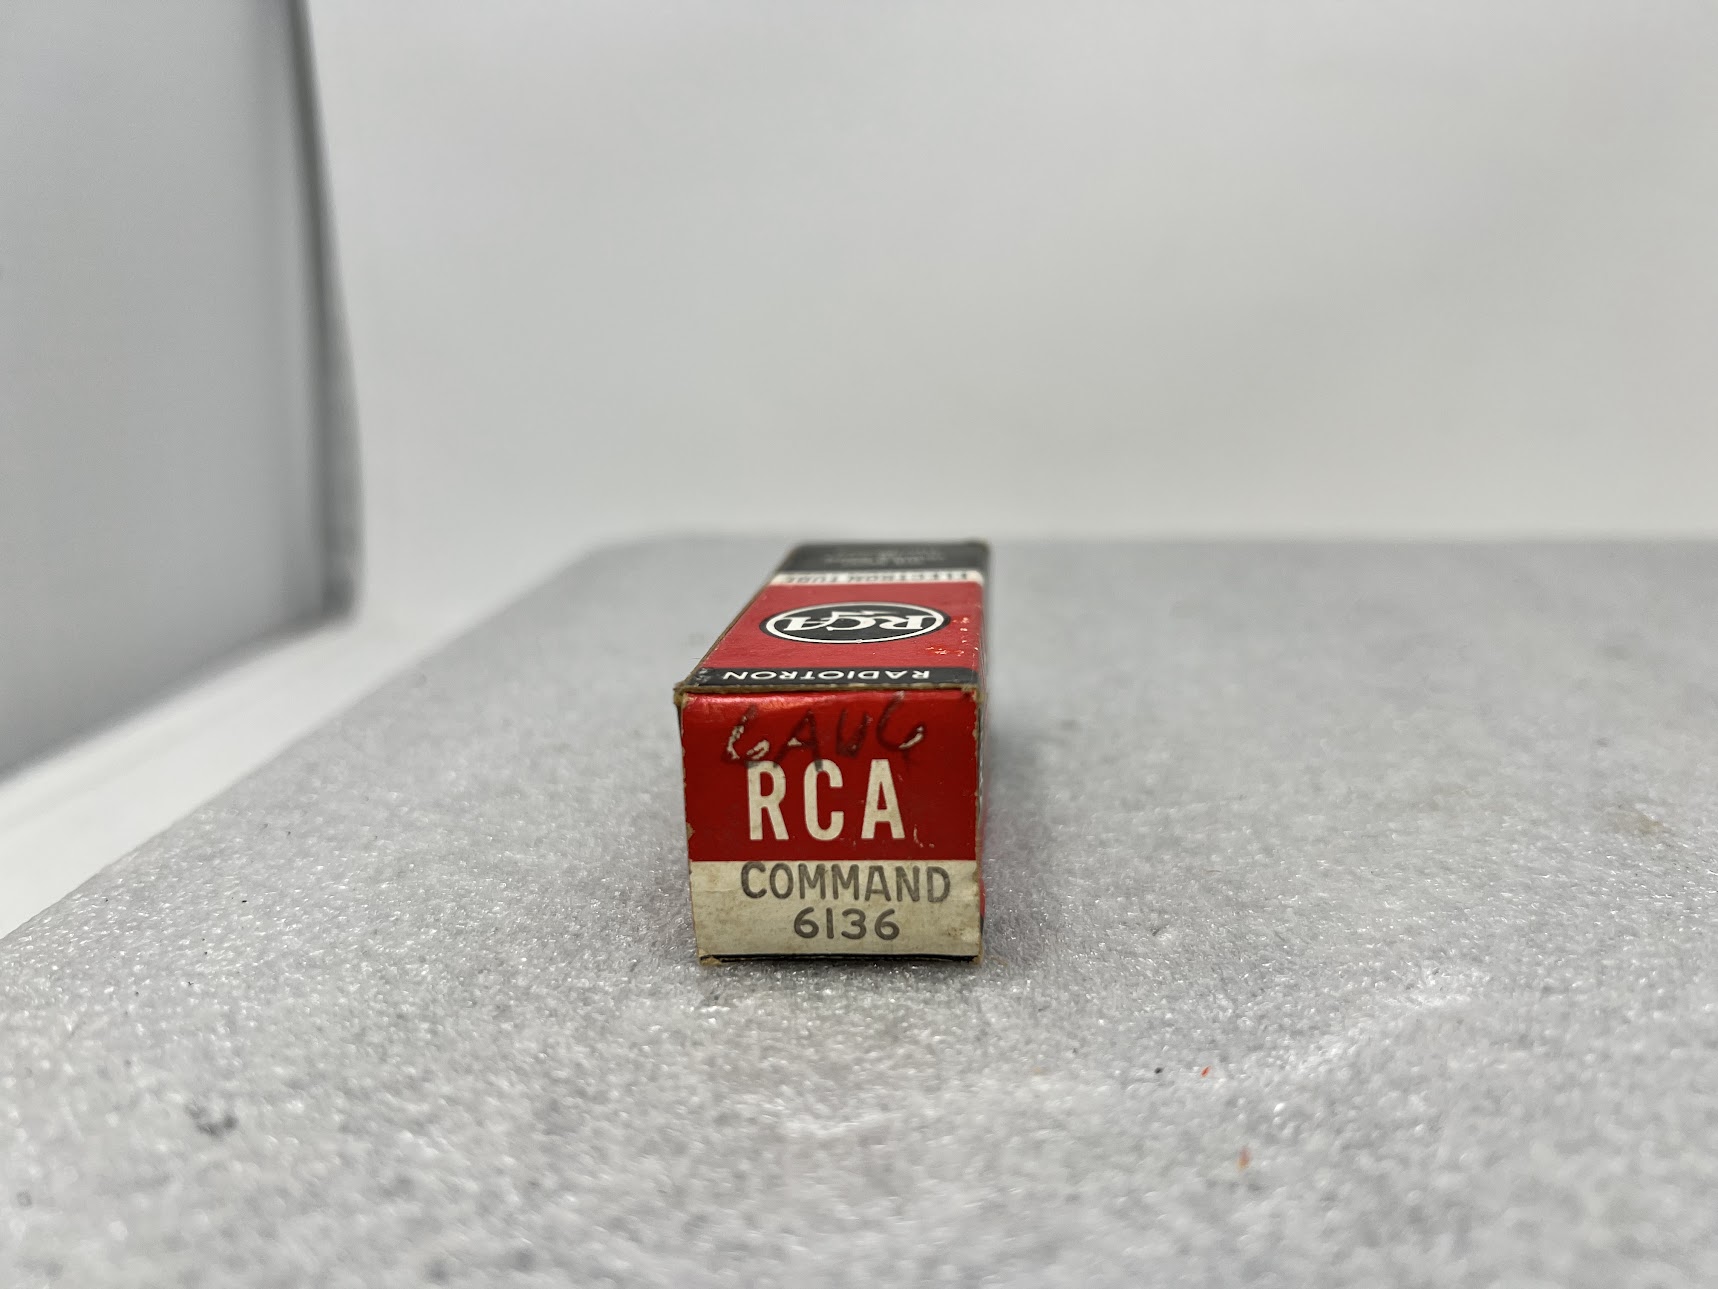 ELECTRON TUBE
RCA
RADIOTRON
6AU6
RCA
COMMAND
6136